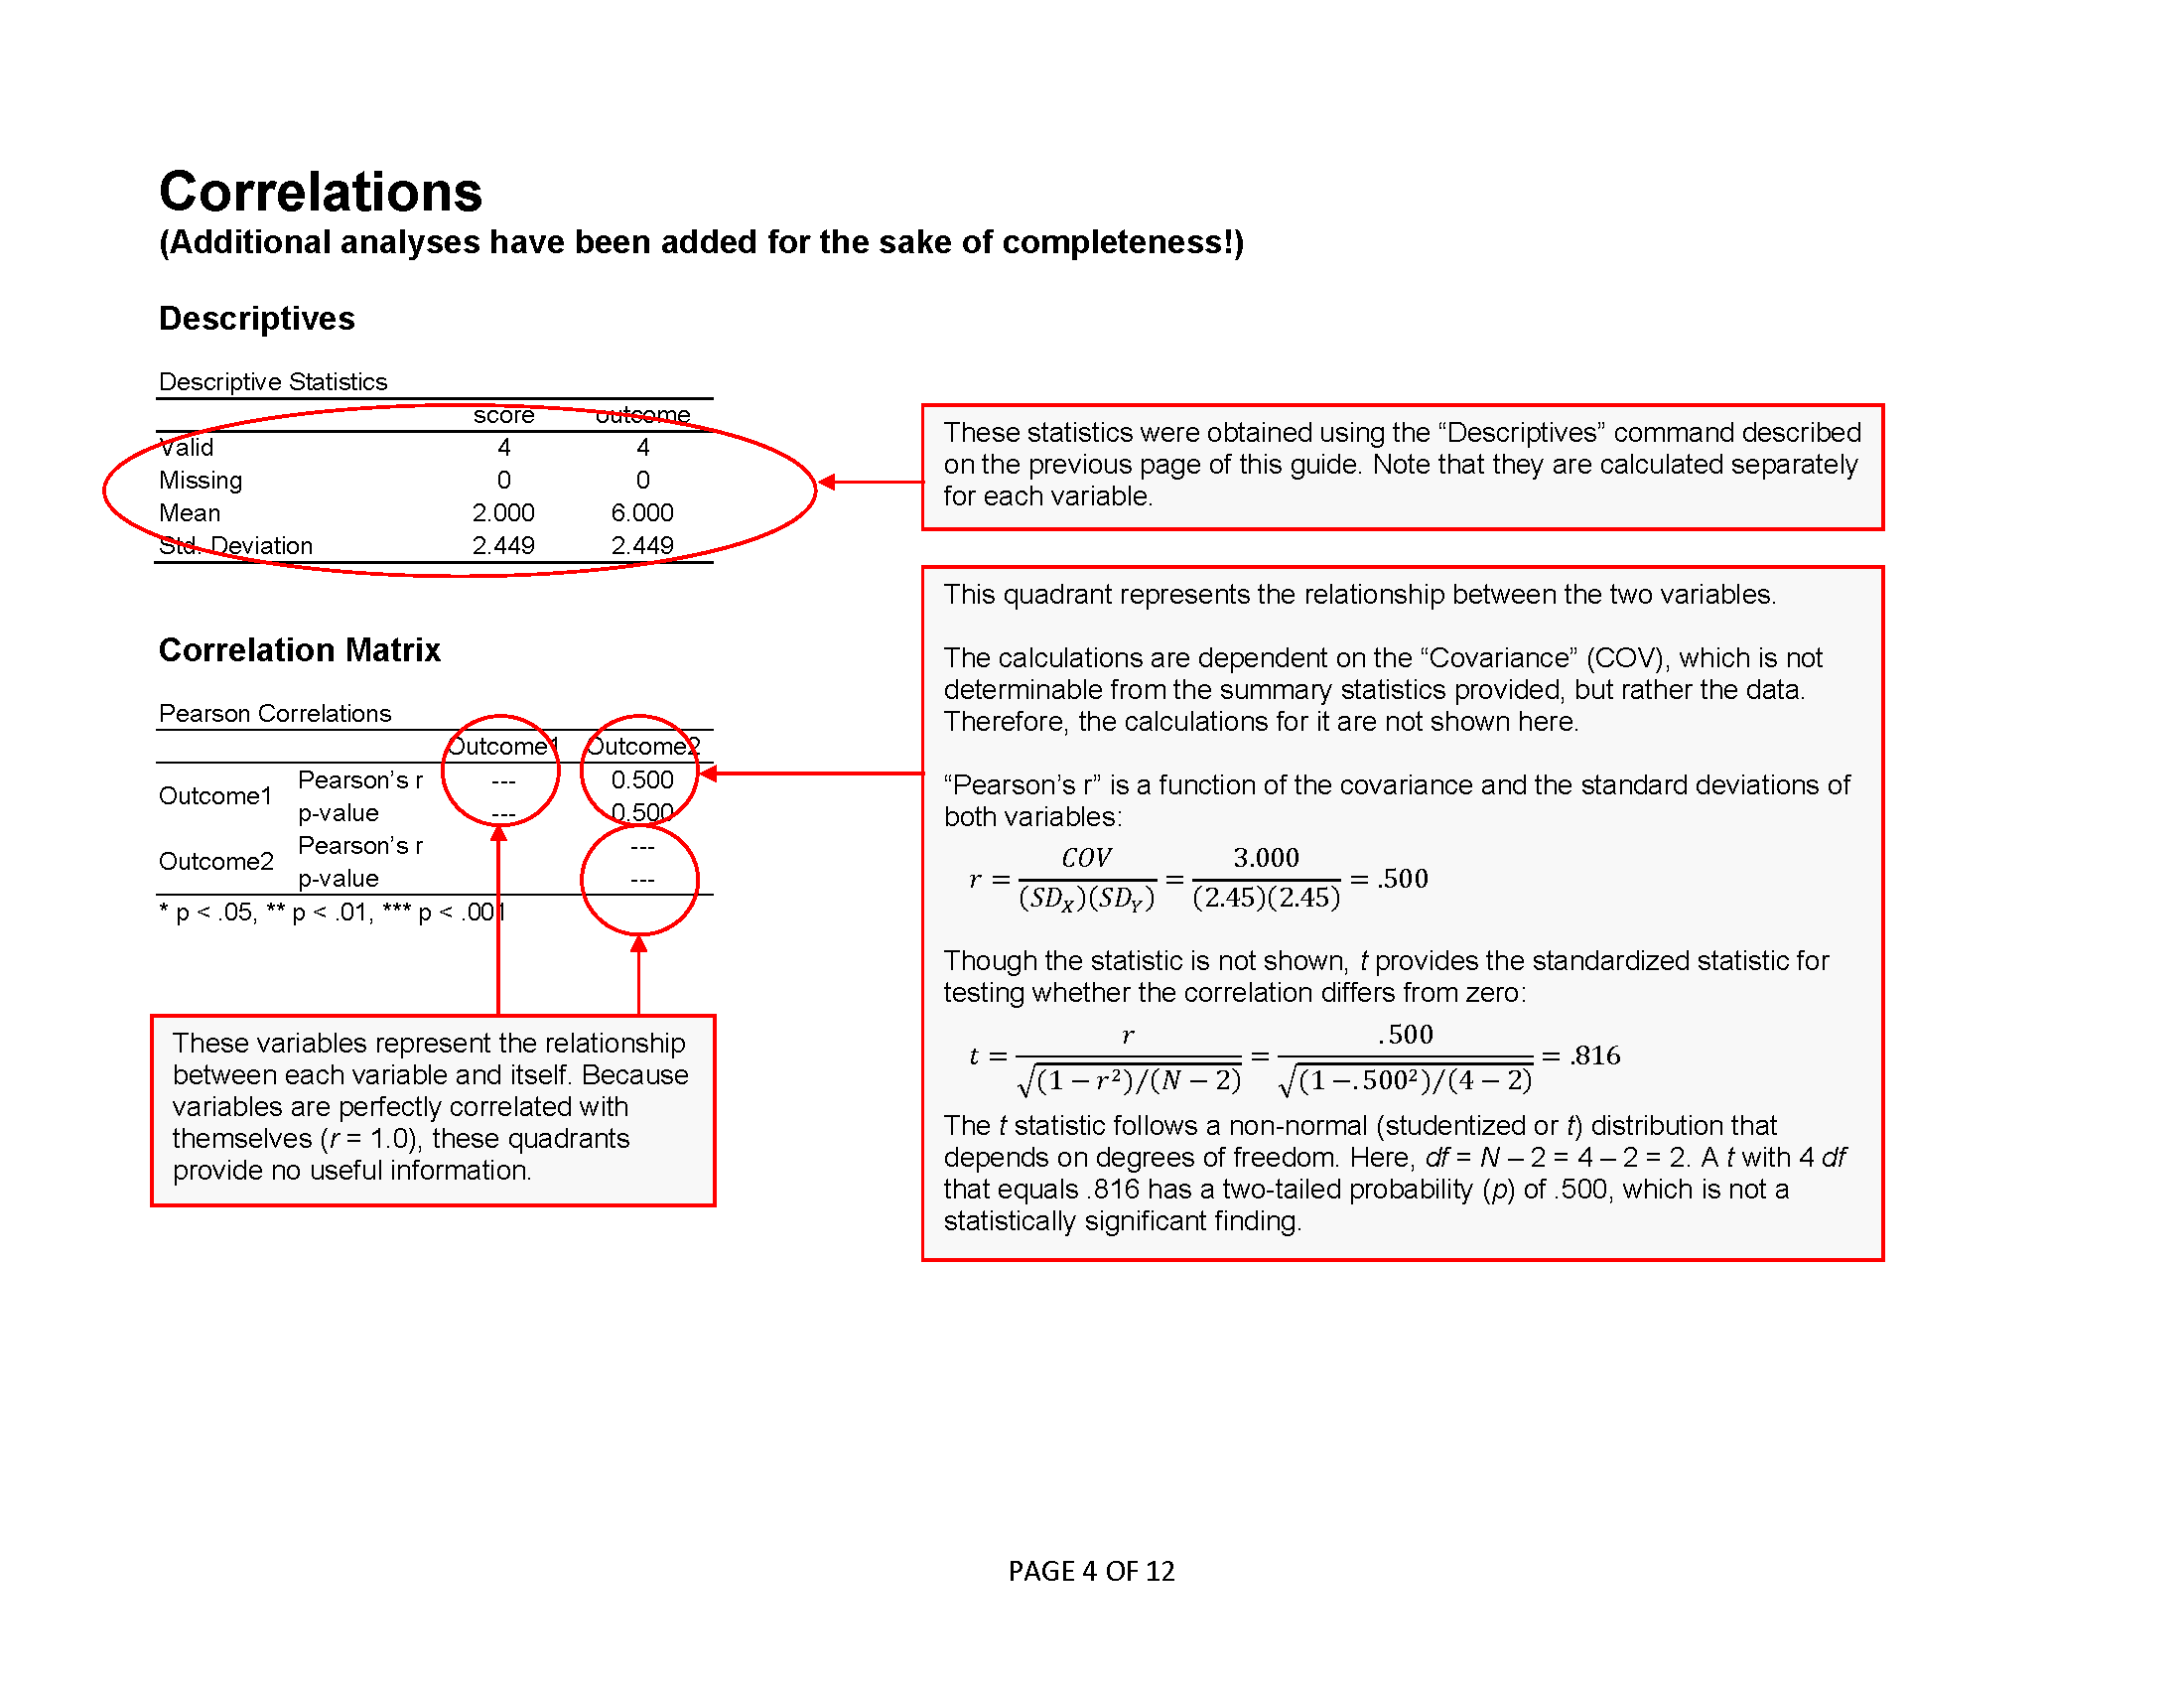 Correlations
(Additional analyses have been added for the sake of completeness!)
Descriptives
Descriptive Statistics
score outcome
Valid 4 4
Missing 0 0
Mean 2.000 6.000
Std. Deviation 2.449 2.449
These statistics were obtained using the “Descriptives” command described
on the previous page of this guide. Note that they are calculated separately
for each variable.
Correlation Matrix
Pearson Correlations
Outcome1 Outcome2
Outcome1 Pearson’s r --- 0.500
p-value --- 0.500
Outcome2 Pearson’s r ---
p-value ---
* p < .05, ** p < .01, *** p < .001
These variables represent the relationship
between each variable and itself. Because
variables are perfectly correlated with
themselves (r = 1.0), these quadrants
provide no useful information.
This quadrant represents the relationship between the two variables.
The calculations are dependent on the “Covariance” (COV), which is not
determinable from the summary statistics provided, but rather the data.
Therefore, the calculations for it are not shown here.
“Pearson’s r” is a function of the covariance and the standard deviations of
both variables:
r = COV / (SD_X)(SD_Y) = 3.000 / (2.45)(2.45) = .500
Though the statistic is not shown, t provides the standardized statistic for
testing whether the correlation differs from zero:
t = r / √(1 − r²)/(N − 2) = .500 / √(1 −.500²)/(4 − 2) = .816
The t statistic follows a non-normal (studentized or t) distribution that
depends on degrees of freedom. Here, df = N – 2 = 4 – 2 = 2. A t with 4 df
that equals .816 has a two-tailed probability (p) of .500, which is not a
statistically significant finding.
PAGE 4 OF 12